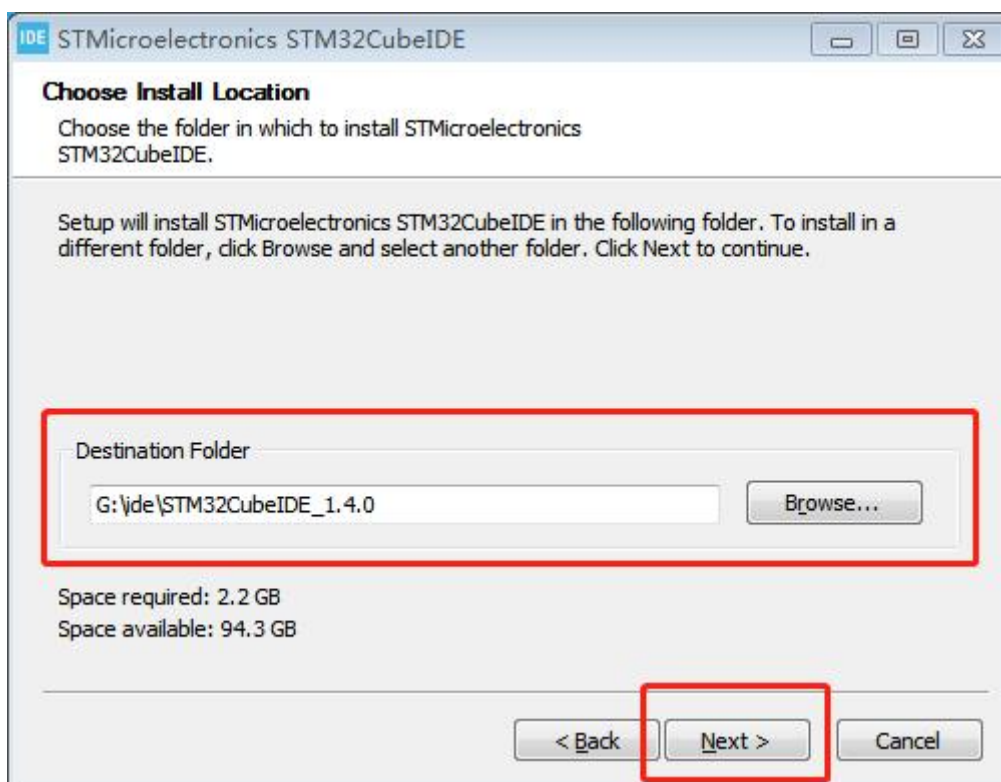 IDE STMicroelectronics STM32CubeIDE
Choose Install Location
Choose the folder in which to install STMicroelectronics
STM32CubeIDE.
Setup will install STMicroelectronics STM32CubeIDE in the following folder. To install in a
different folder, click Browse and select another folder. Click Next to continue.
Destination Folder
G:\ide\STM32CubeIDE_1.4.0
Browse...
Space required: 2.2 GB
Space available: 94.3 GB
< Back
Next >
Cancel